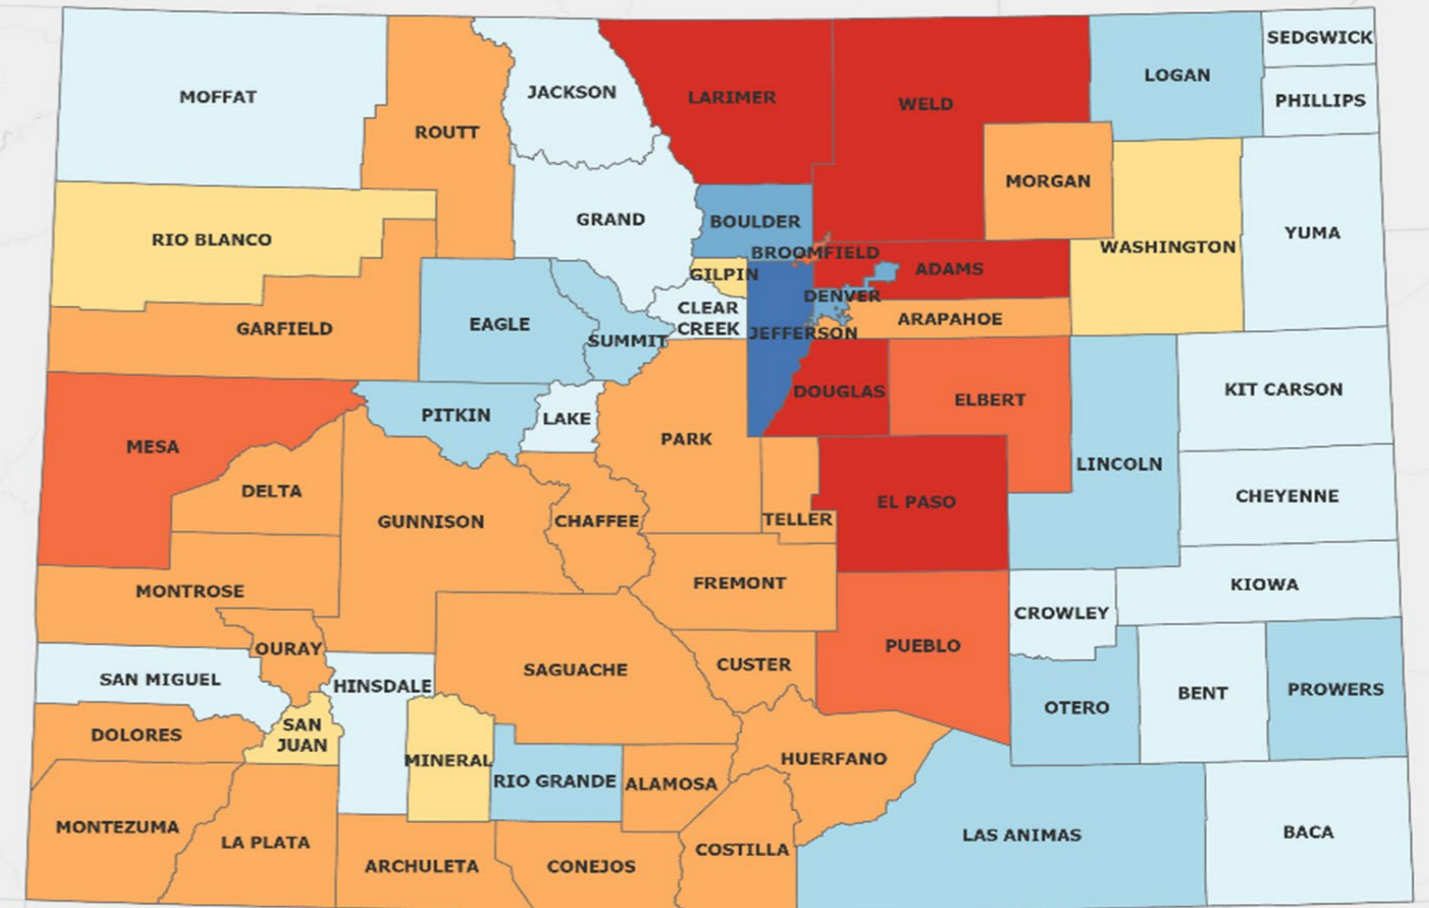 SEDGWICK
LOGAN
JACKSON
MOFFAT
LARIMER
WELD
PHILLIPS
ROUTT
MORGAN
GRAND
BOULDER
YUMA
RIO BLANCO
WASHINGTON
BROOMFIELD
GILPIN
ADAMS
DENVER
CLEAR
CREEK
ARAPAHOE
EAGLE
GARFIELD
JEFFERSON
SUMMIT
KIT CARSON
DOUGLAS
ELBERT
PITKIN
LAKE
PARK
MESA
LINCOLN
DELTA
CHEYENNE
EL PASO
GUNNISON
CHAFFEE
TELLER
FREMONT
KIOWA
MONTROSE
CROWLEY
PUEBLO
OURAY
CUSTER
SAGUACHE
SAN MIGUEL
HINSDALE
PROWERS
BENT
OTERO
SAN
JUAN
DOLORES
MINERAL
HUERFANO
RIO GRANDE
ALAMOSA
MONTEZUMA
BACA
LAS ANIMAS
LA PLATA
COSTILLA
ARCHULETA
CONEJOS